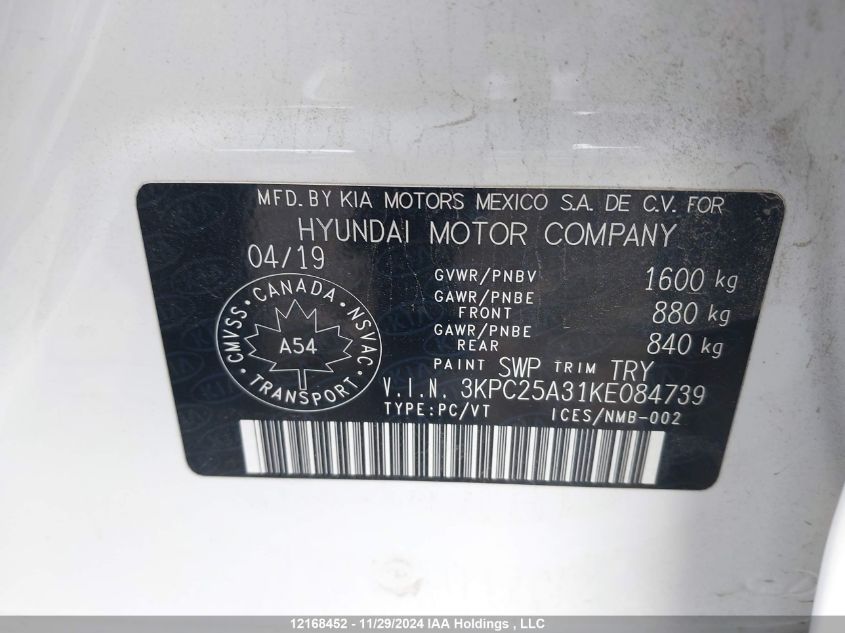 MFD. BY KIA MOTORS MEXICO S.A. DE C.V. FOR
HYUNDAI MOTOR COMPANY
04/19
GVWR/PNBV 1600 kg
GAWR/PNBE
FRONT 880 kg
GAWR/PNBE
REAR 840 kg
PAINT SWP TRIM TRY
V.I.N. 3KPC25A31KE084739
TYPE:PC/VT ICES/NMB-002
CMVSS • CANADA • NSVAC • TRANSPORT •
A54
12168452 - 11/29/2024 IAA Holdings , LLC